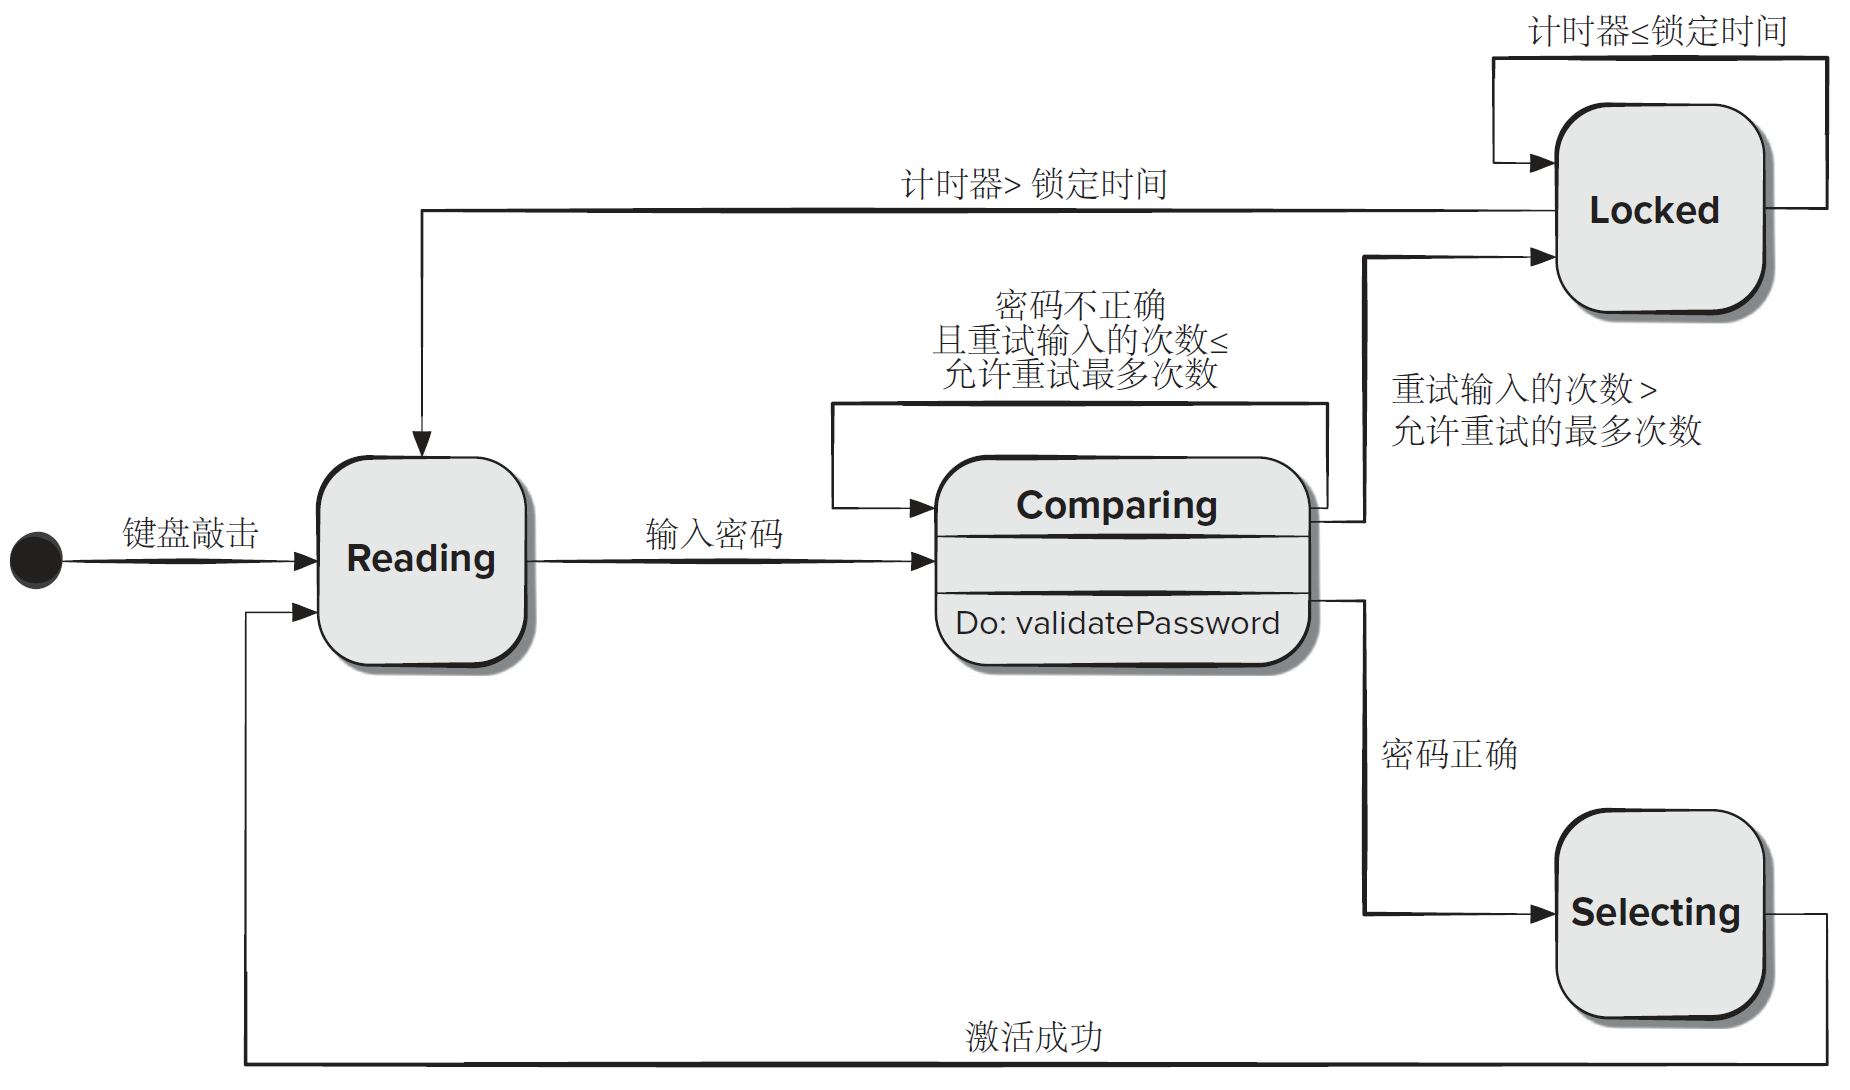 计时器≤锁定时间
Locked
计时器> 锁定时间
密码不正确
且重试输入的次数≤
允许重试最多次数
重试输入的次数 >
允许重试的最多次数
键盘敲击
Reading
输入密码
Comparing
Do: validatePassword
密码正确
Selecting
激活成功